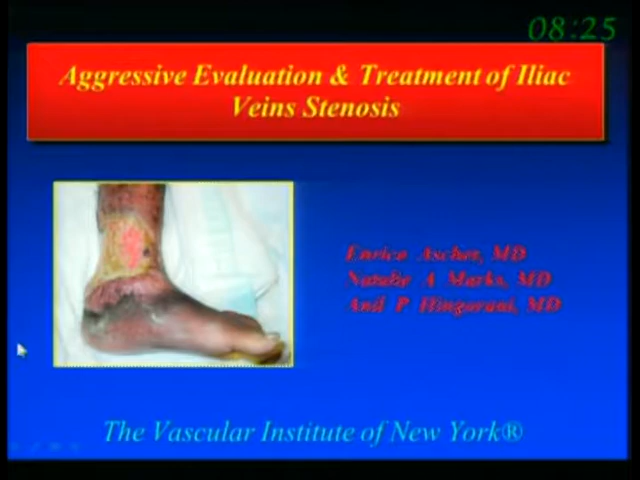 08:25
Aggressive Evaluation & Treatment of Iliac
Veins Stenosis
Enrico Ascher, MD
Natalie A Marks, MD
Anil P Hingorani, MD
The Vascular Institute of New York®